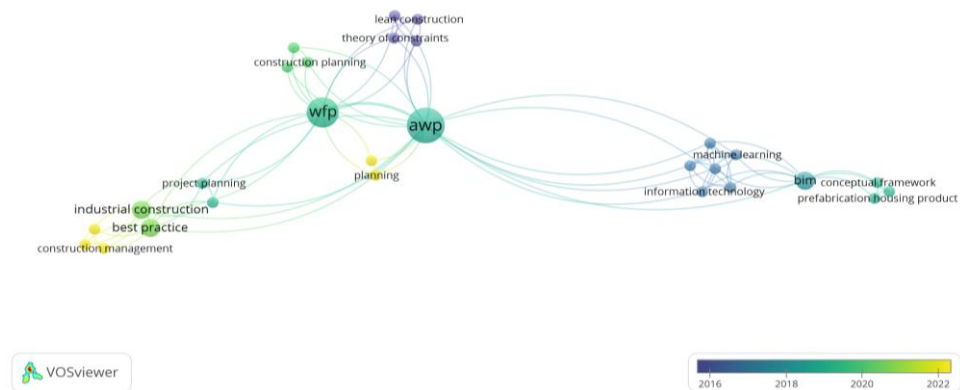 lean construction
theory of constraints
construction planning
wfp
awp
machine learning
planning
project planning
bim
conceptual framework
information technology
prefabrication housing product
industrial construction
best practice
construction management
VOSviewer
2016
2018
2020
2022